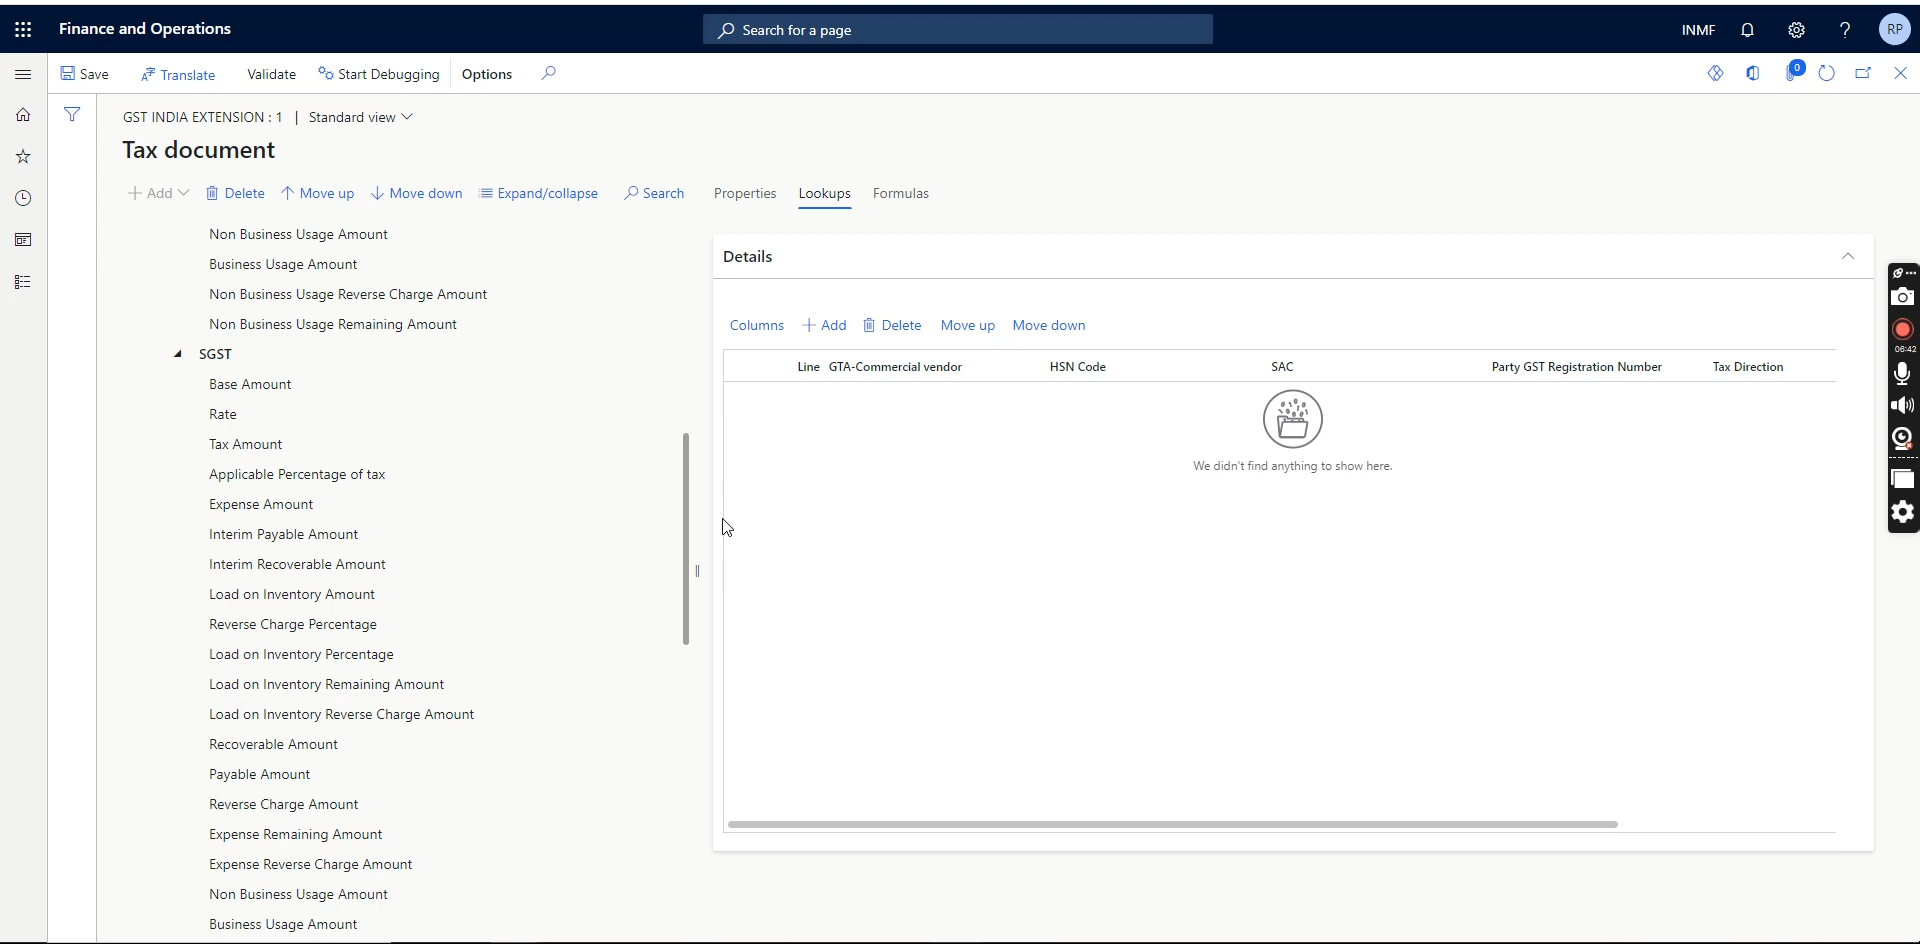 Finance and Operations
Search for a page
INMF
?
RP
Save
Translate
Validate
Start Debugging
Options
0
GST INDIA EXTENSION : 1 | Standard view
Tax document
Add
Delete
Move up
Move down
Expand/collapse
Search
Properties
Lookups
Formulas
Non Business Usage Amount
Business Usage Amount
Non Business Usage Reverse Charge Amount
Non Business Usage Remaining Amount
SGST
Base Amount
Rate
Tax Amount
Applicable Percentage of tax
Expense Amount
Interim Payable Amount
Interim Recoverable Amount
Load on Inventory Amount
Reverse Charge Percentage
Load on Inventory Percentage
Load on Inventory Remaining Amount
Load on Inventory Reverse Charge Amount
Recoverable Amount
Payable Amount
Reverse Charge Amount
Expense Remaining Amount
Expense Reverse Charge Amount
Non Business Usage Amount
Business Usage Amount
Details
Columns
Add
Delete
Move up
Move down
Line
GTA-Commercial vendor
HSN Code
SAC
Party GST Registration Number
Tax Direction
We didn't find anything to show here.
06:42